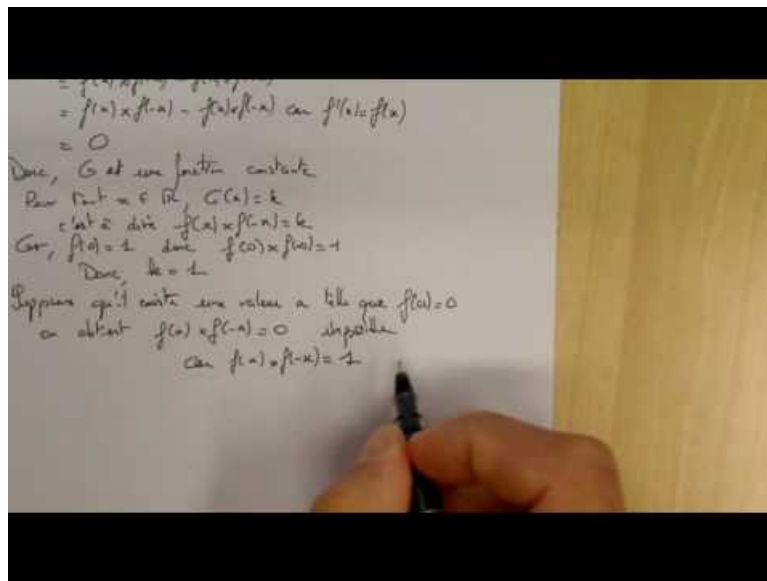 = f(x) × f(-x) - f(x) × f(-x) car f'(x) = f(x)
= 0
Donc, G est une fonction constante
Pour tout x ∈ ℝ, G(x) = k
c'est à dire f(x) × f(-x) = k
Or, f(0) = 1 donc f(0) × f(-0) = 1
Donc, k = 1
Supposons qu'il existe une valeur a telle que f(a) = 0
on obtient f(a) × f(-a) = 0 impossible
car f(x) × f(-x) = 1